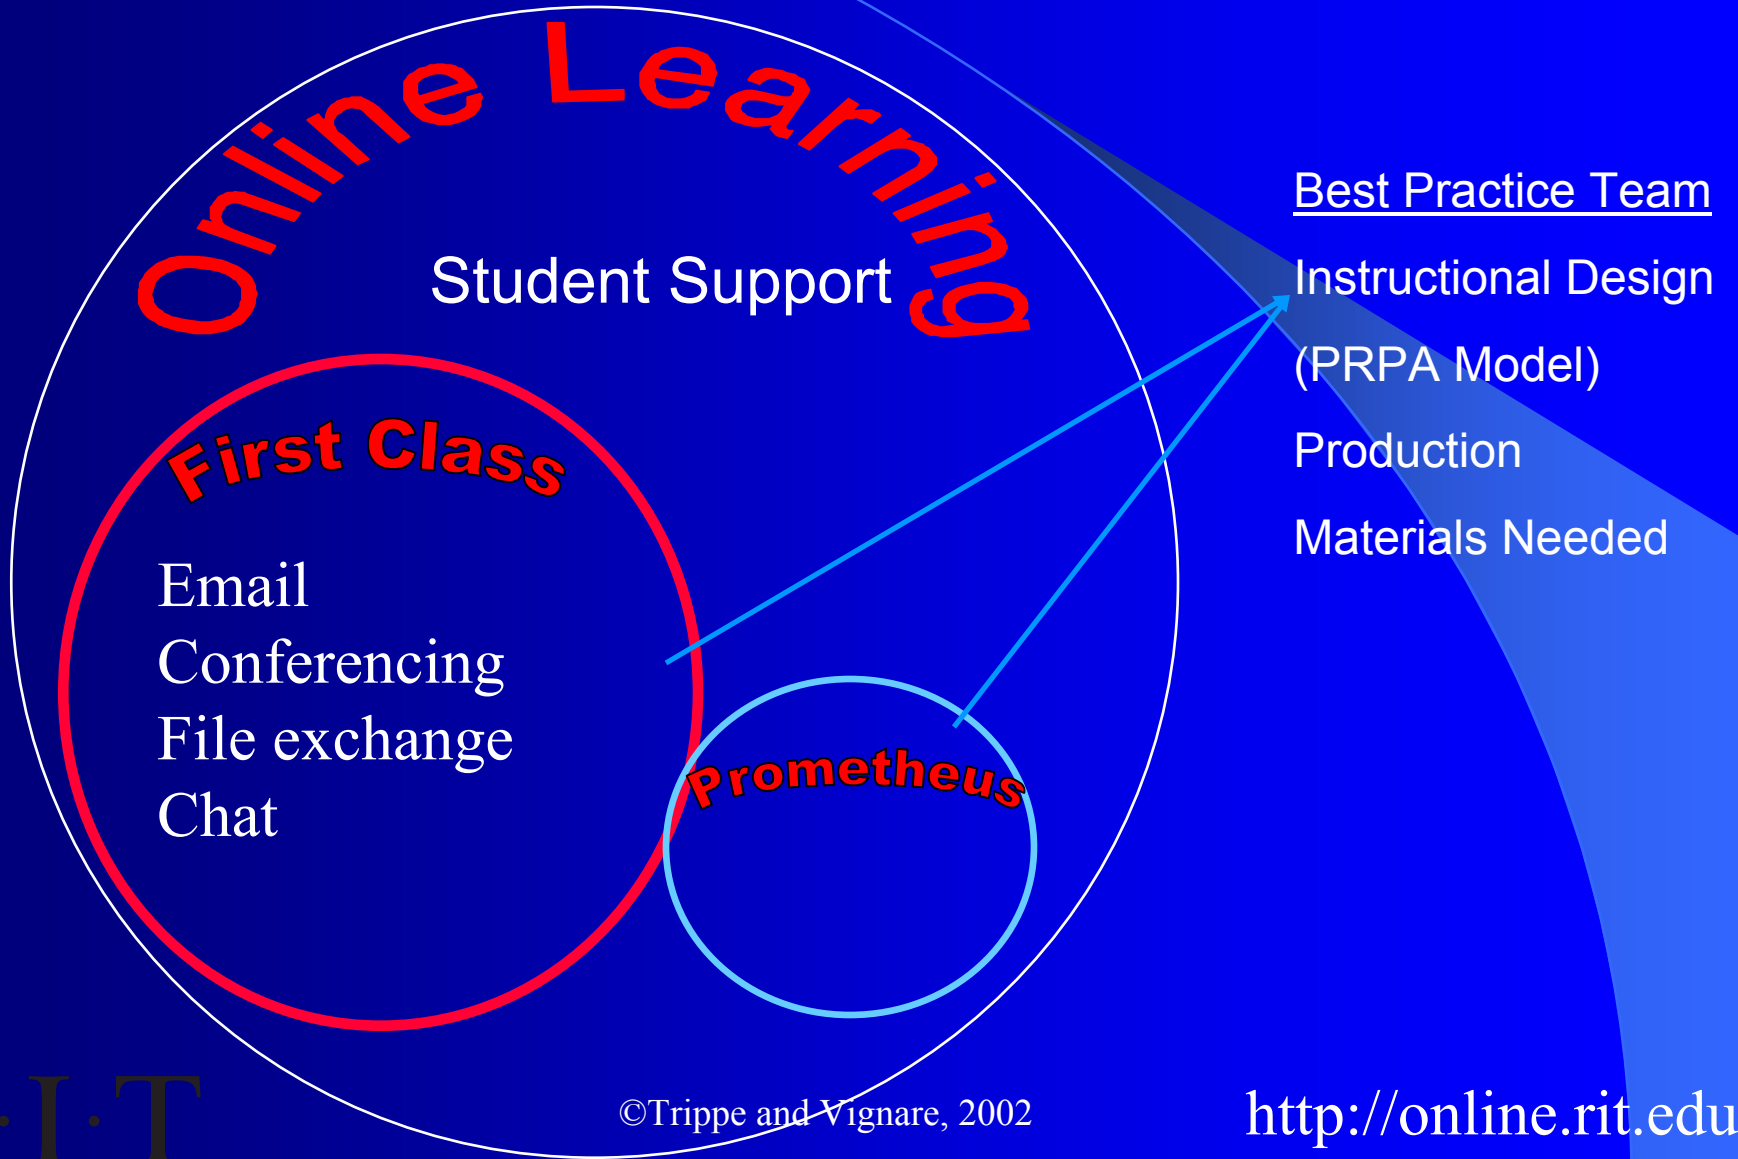 Online Learning
Student Support
First Class
Email
Conferencing
File exchange
Chat
Prometheus
Best Practice Team
Instructional Design
(PRPA Model)
Production
Materials Needed
·I·T
©Trippe and Vignare, 2002
http://online.rit.edu